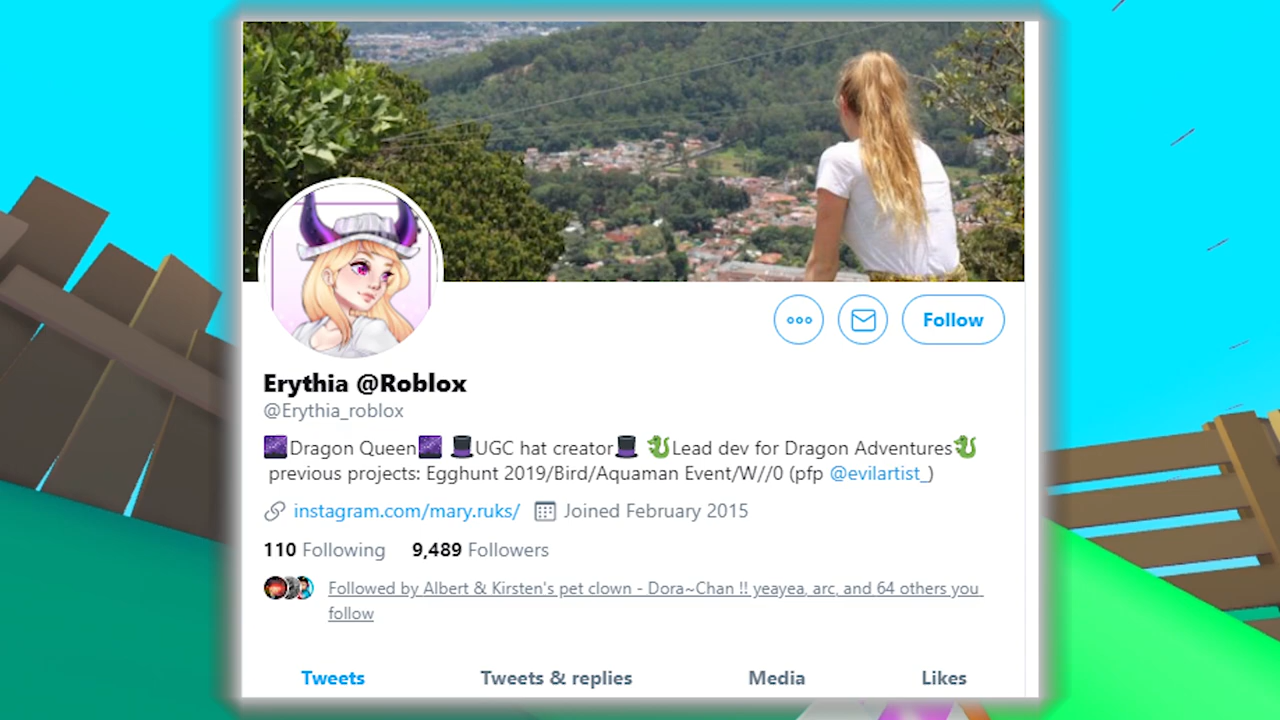 Follow
Erythia @Roblox
@Erythia_roblox
Dragon Queen UGC hat creator Lead dev for Dragon Adventures
previous projects: Egghunt 2019/Bird/Aquaman Event/W//0 (pfp @evilartist_)
instagram.com/mary.ruks/ Joined February 2015
110 Following 9,489 Followers
Followed by Albert & Kirsten's pet clown - Dora~Chan !! yeayea, arc, and 64 others you
follow
Tweets Tweets & replies Media Likes